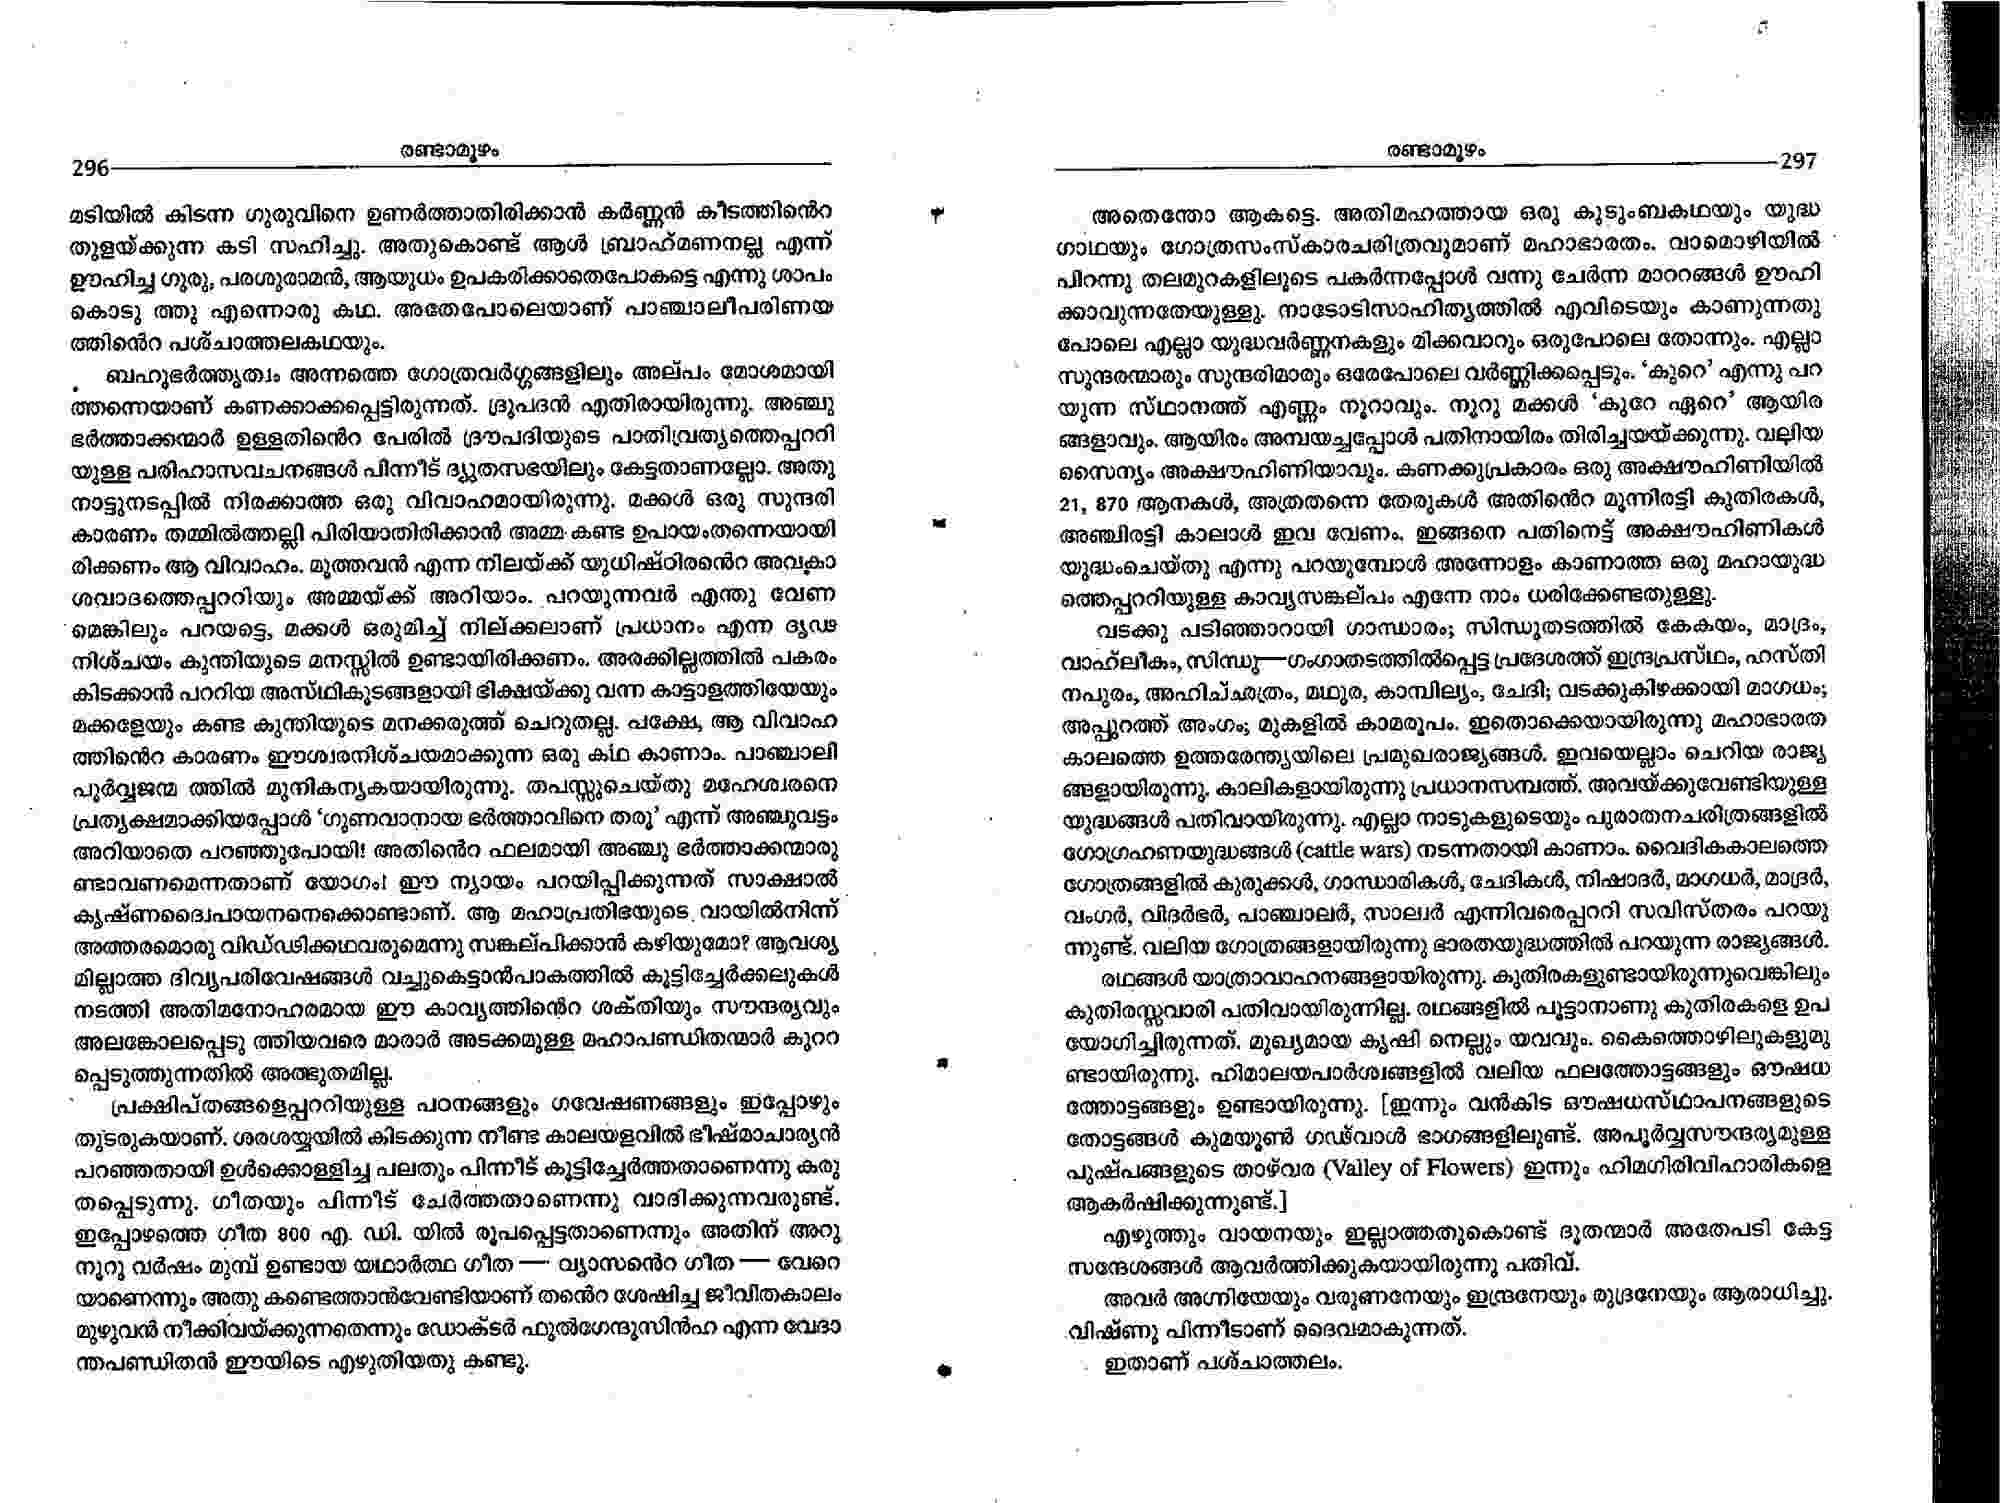 രണ്ടാമൂഴം
296
മടിയിൽ കിടന്ന ഗുരുവിനെ ഉണർത്താതിരിക്കാൻ കർണ്ണൻ കീടത്തിൻെറ
തുളയ്ക്കുന്ന കടി സഹിച്ചു. അതുകൊണ്ട് ആൾ ബ്രാഹ്മണനല്ല എന്ന്
ഊഹിച്ച ഗുരു, പരശുരാമൻ, ആയുധം ഉപകരിക്കാതെപോകട്ടെ എന്നു ശാപം
കൊടു ത്തു എന്നൊരു കഥ. അതേപോലെയാണ് പാഞ്ചാലീപരിണയ
ത്തിൻെറ പശ്ചാത്തലകഥയും.
ബഹുഭർത്തൃത്വം അന്നത്തെ ഗോത്രവർഗ്ഗങ്ങളിലും അല്പം മോശമായി
ത്തന്നെയാണ് കണക്കാക്കപ്പെട്ടിരുന്നത്. ദ്രുപദൻ എതിരായിരുന്നു. അഞ്ചു
ഭർത്താക്കന്മാർ ഉള്ളതിൻെറ പേരിൽ ദ്രൗപദിയുടെ പാതിവ്രത്യത്തെപ്പററി
യുള്ള പരിഹാസവചനങ്ങൾ പിന്നീട് ദ്യൂതസഭയിലും കേട്ടതാണല്ലോ. അതു
നാട്ടുനടപ്പിൽ നിരക്കാത്ത ഒരു വിവാഹമായിരുന്നു. മക്കൾ ഒരു സുന്ദരി
കാരണം തമ്മിൽത്തല്ലി പിരിയാതിരിക്കാൻ അമ്മ കണ്ട ഉപായംതന്നെയായി
രിക്കണം ആ വിവാഹം. മൂത്തവൻ എന്ന നിലയ്ക്ക് യുധിഷ്ഠിരൻെറ അവകാ
ശവാദത്തെപ്പററിയും അമ്മയ്ക്ക് അറിയാം. പറയുന്നവർ എന്തു വേണ
മെങ്കിലും പറയട്ടെ, മക്കൾ ഒരുമിച്ച് നില്ക്കലാണ് പ്രധാനം എന്ന ദൃഢ
നിശ്ചയം കുന്തിയുടെ മനസ്സിൽ ഉണ്ടായിരിക്കണം. അരക്കില്ലത്തിൽ പകരം
കിടക്കാൻ പററിയ അസ്ഥികൂടങ്ങളായി ഭിക്ഷയ്ക്കു വന്ന കാട്ടാളത്തിയേയും
മക്കളേയും കണ്ട കുന്തിയുടെ മനക്കരുത്ത് ചെറുതല്ല. പക്ഷേ, ആ വിവാഹ
ത്തിൻെറ കാരണം ഈശ്വരനിശ്ചയമാക്കുന്ന ഒരു കഥ കാണാം. പാഞ്ചാലി
പൂർവ്വജന്മ ത്തിൽ മുനികന്യകയായിരുന്നു. തപസ്സുചെയ്തു മഹേശ്വരനെ
പ്രത്യക്ഷമാക്കിയപ്പോൾ ‘ഗുണവാനായ ഭർത്താവിനെ തരൂ’ എന്ന് അഞ്ചുവട്ടം
അറിയാതെ പറഞ്ഞുപോയി! അതിൻെറ ഫലമായി അഞ്ചു ഭർത്താക്കന്മാരു
ണ്ടാവണമെന്നതാണ് യോഗം! ഈ ന്യായം പറയിപ്പിക്കുന്നത് സാക്ഷാൽ
കൃഷ്ണദ്വൈപായനനെക്കൊണ്ടാണ്. ആ മഹാപ്രതിഭയുടെ വായിൽനിന്ന്
അത്തരമൊരു വിഡ്ഢിക്കഥവരുമെന്നു സങ്കല്പിക്കാൻ കഴിയുമോ? ആവശ്യ
മില്ലാത്ത ദിവ്യപരിവേഷങ്ങൾ വച്ചുകെട്ടാൻപാകത്തിൽ കൂട്ടിച്ചേർക്കലുകൾ
നടത്തി അതിമനോഹരമായ ഈ കാവ്യത്തിൻെറ ശക്തിയും സൗന്ദര്യവും
അലങ്കോലപ്പെടു ത്തിയവരെ മാരാർ അടക്കമുള്ള മഹാപണ്ഡിതന്മാർ കുററ
പ്പെടുത്തുന്നതിൽ അത്ഭുതമില്ല.
പ്രക്ഷിപ്തങ്ങളെപ്പററിയുള്ള പഠനങ്ങളും ഗവേഷണങ്ങളും ഇപ്പോഴും
തുടരുകയാണ്. ശരശയ്യയിൽ കിടക്കുന്ന നീണ്ട കാലയളവിൽ ഭീഷ്മാചാര്യൻ
പറഞ്ഞതായി ഉൾക്കൊള്ളിച്ച പലതും പിന്നീട് കൂട്ടിച്ചേർത്തതാണെന്നു കരു
തപ്പെടുന്നു. ഗീതയും പിന്നീട് ചേർത്തതാണെന്നു വാദിക്കുന്നവരുണ്ട്.
ഇപ്പോഴത്തെ ഗീത 800 എ. ഡി. യിൽ രൂപപ്പെട്ടതാണെന്നും അതിന് അറു
നൂറു വർഷം മുമ്പ് ഉണ്ടായ യഥാർത്ഥ ഗീത — വ്യാസൻെറ ഗീത — വേറെ
യാണെന്നും അതു കണ്ടെത്താൻവേണ്ടിയാണ് തൻെറ ശേഷിച്ച ജീവിതകാലം
മുഴുവൻ നീക്കിവയ്ക്കുന്നതെന്നും ഡോക്ടർ ഫുൽഗേന്ദൂസിൻഹ എന്ന വേദാ
ന്തപണ്ഡിതൻ ഈയിടെ എഴുതിയതു കണ്ടു.
രണ്ടാമൂഴം
297
അതെന്തോ ആകട്ടെ. അതിമഹത്തായ ഒരു കുടുംബകഥയും യുദ്ധ
ഗാഥയും ഗോത്രസംസ്കാരചരിത്രവുമാണ് മഹാഭാരതം. വാമൊഴിയിൽ
പിറന്നു തലമുറകളിലൂടെ പകർന്നപ്പോൾ വന്നു ചേർന്ന മാററങ്ങൾ ഊഹി
ക്കാവുന്നതേയുള്ളൂ. നാടോടിസാഹിത്യത്തിൽ എവിടെയും കാണുന്നതു
പോലെ എല്ലാ യുദ്ധവർണ്ണനകളും മിക്കവാറും ഒരുപോലെ തോന്നും. എല്ലാ
സുന്ദരന്മാരും സുന്ദരിമാരും ഒരേപോലെ വർണ്ണിക്കപ്പെടും. ‘കുറെ’ എന്നു പറ
യുന്ന സ്ഥാനത്ത് എണ്ണം നൂറാവും. നൂറു മക്കൾ ‘കുറേ ഏറെ’ ആയിര
ങ്ങളാവും. ആയിരം അമ്പയച്ചപ്പോൾ പതിനായിരം തിരിച്ചയയ്ക്കുന്നു. വലിയ
സൈന്യം അക്ഷൗഹിണിയാവും. കണക്കുപ്രകാരം ഒരു അക്ഷൗഹിണിയിൽ
21, 870 ആനകൾ, അത്രതന്നെ തേരുകൾ അതിൻെറ മൂന്നിരട്ടി കുതിരകൾ,
അഞ്ചിരട്ടി കാലാൾ ഇവ വേണം. ഇങ്ങനെ പതിനെട്ട് അക്ഷൗഹിണികൾ
യുദ്ധംചെയ്തു എന്നു പറയുമ്പോൾ അന്നോളം കാണാത്ത ഒരു മഹായുദ്ധ
ത്തെപ്പററിയുള്ള കാവ്യസങ്കല്പം എന്നേ നാം ധരിക്കേണ്ടതുള്ളു.
വടക്കു പടിഞ്ഞാറായി ഗാന്ധാരം; സിന്ധൂതടത്തിൽ കേകയം, മാദ്രം,
വാഹ്ലീകം, സിന്ധു—ഗംഗാതടത്തിൽപ്പെട്ട പ്രദേശത്ത് ഇന്ദ്രപ്രസ്ഥം, ഹസ്തി
നപുരം, അഹിച്ഛത്രം, മഥുര, കാമ്പില്യം, ചേദി; വടക്കുകിഴക്കായി മാഗധം;
അപ്പുറത്ത് അംഗം; മുകളിൽ കാമരൂപം. ഇതൊക്കെയായിരുന്നു മഹാഭാരത
കാലത്തെ ഉത്തരേന്ത്യയിലെ പ്രമുഖരാജ്യങ്ങൾ. ഇവയെല്ലാം ചെറിയ രാജ്യ
ങ്ങളായിരുന്നു. കാലികളായിരുന്നു പ്രധാനസമ്പത്ത്. അവയ്ക്കുവേണ്ടിയുള്ള
യുദ്ധങ്ങൾ പതിവായിരുന്നു. എല്ലാ നാടുകളുടെയും പുരാതനചരിത്രങ്ങളിൽ
ഗോഗ്രഹണയുദ്ധങ്ങൾ (cattle wars) നടന്നതായി കാണാം. വൈദികകാലത്തെ
ഗോത്രങ്ങളിൽ കുരുക്കൾ, ഗാന്ധാരികൾ, ചേദികൾ, നിഷാദർ, മാഗധർ, മാദ്രർ,
വംഗർ, വിദർഭർ, പാഞ്ചാലർ, സാല്വർ എന്നിവരെപ്പററി സവിസ്തരം പറയു
ന്നുണ്ട്. വലിയ ഗോത്രങ്ങളായിരുന്നു ഭാരതയുദ്ധത്തിൽ പറയുന്ന രാജ്യങ്ങൾ.
രഥങ്ങൾ യാത്രാവാഹനങ്ങളായിരുന്നു. കുതിരകളുണ്ടായിരുന്നുവെങ്കിലും
കുതിരസ്സവാരി പതിവായിരുന്നില്ല. രഥങ്ങളിൽ പൂട്ടാനാണു കുതിരകളെ ഉപ
യോഗിച്ചിരുന്നത്. മുഖ്യമായ കൃഷി നെല്ലും യവവും. കൈത്തൊഴിലുകളുമു
ണ്ടായിരുന്നു. ഹിമാലയപാർശ്വങ്ങളിൽ വലിയ ഫലത്തോട്ടങ്ങളും ഔഷധ
ത്തോട്ടങ്ങളും ഉണ്ടായിരുന്നു. [ഇന്നും വൻകിട ഔഷധസ്ഥാപനങ്ങളുടെ
തോട്ടങ്ങൾ കുമയൂൺ ഗഢ്വാൾ ഭാഗങ്ങളിലുണ്ട്. അപൂർവ്വസൗന്ദര്യമുള്ള
പുഷ്പങ്ങളുടെ താഴ്വര (Valley of Flowers) ഇന്നും ഹിമഗിരിവിഹാരികളെ
ആകർഷിക്കുന്നുണ്ട്.]
എഴുത്തും വായനയും ഇല്ലാത്തതുകൊണ്ട് ദൂതന്മാർ അതേപടി കേട്ട
സന്ദേശങ്ങൾ ആവർത്തിക്കുകയായിരുന്നു പതിവ്.
അവർ അഗ്നിയേയും വരുണനേയും ഇന്ദ്രനേയും രുദ്രനേയും ആരാധിച്ചു.
വിഷ്ണു പിന്നീടാണ് ദൈവമാകുന്നത്.
ഇതാണ് പശ്ചാത്തലം.